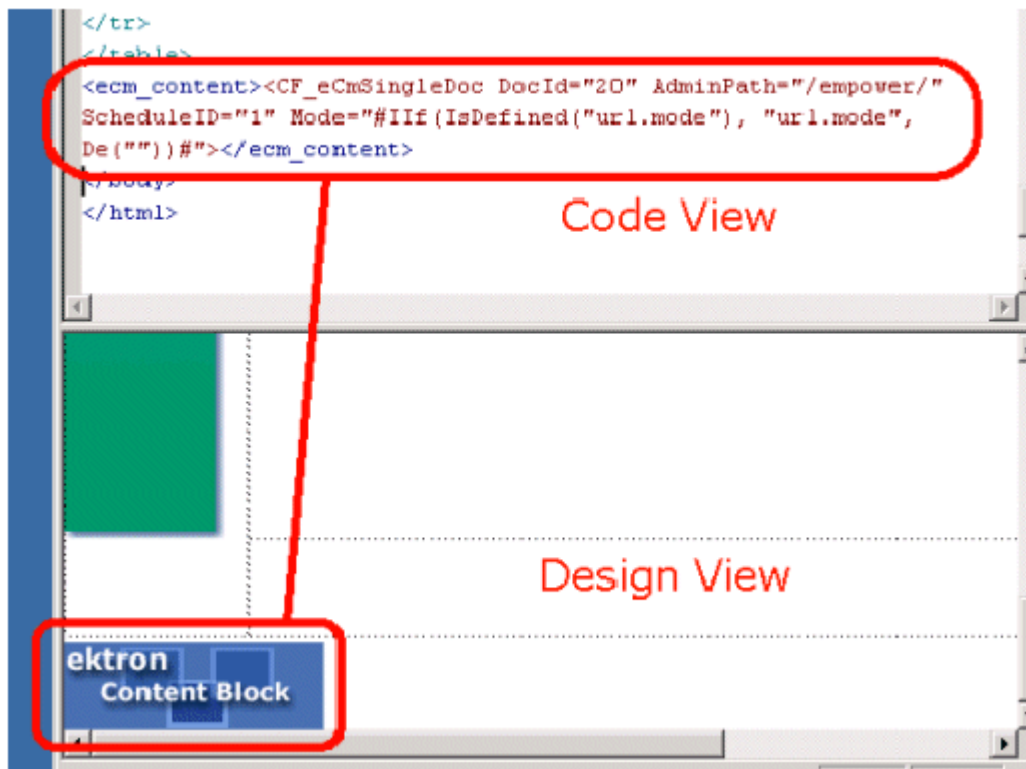 </tr>
</table>
<ecm_content><CF_eCmSingleDoc DocId="20" AdminPath="/empower/"
ScheduleID="1" Mode="#IIf(IsDefined("url.mode"), "url.mode",
De(""))#"></ecm_content>
</body>
</html>
Code View
Design View
ektron
Content Block